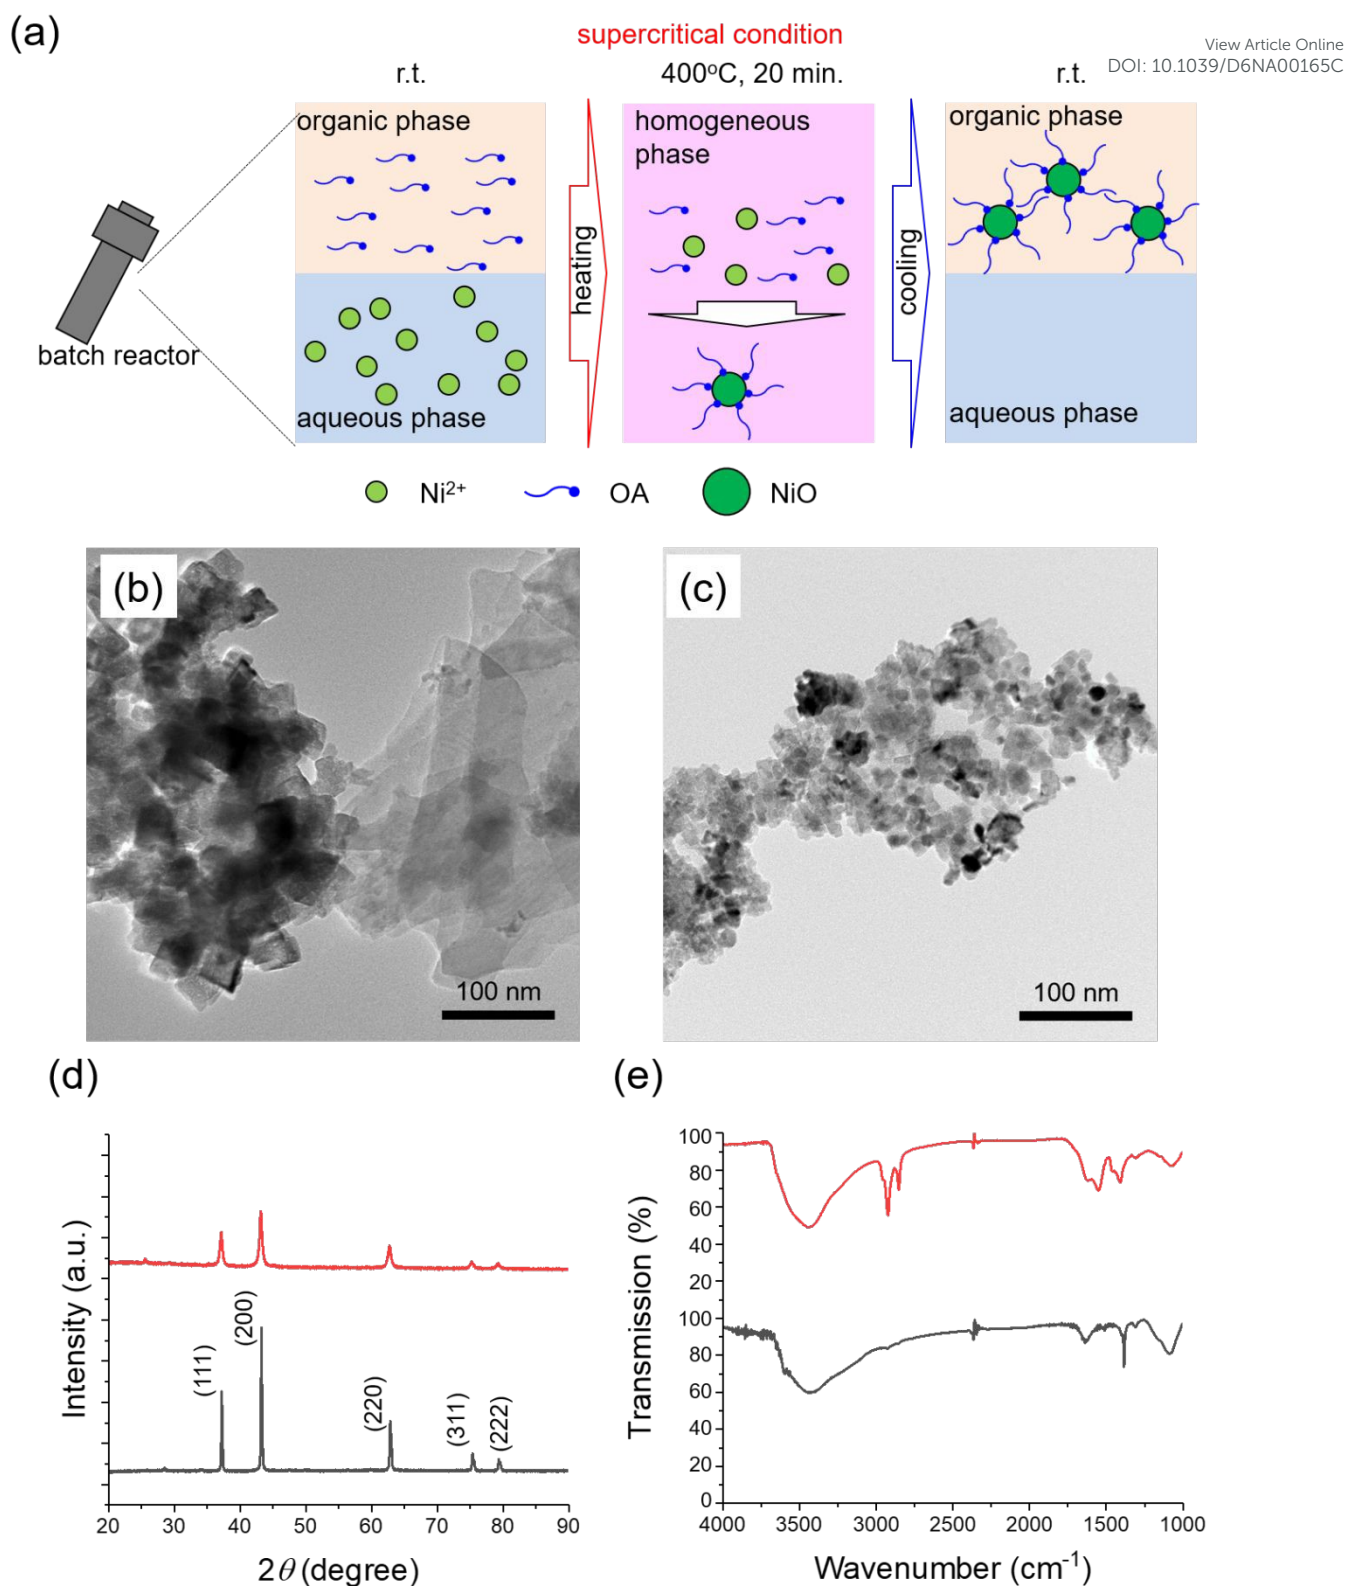 (a)
supercritical condition
View Article Online
DOI: 10.1039/D6NA00165C
r.t.
400°C, 20 min.
r.t.
organic phase
homogeneous
phase
organic phase
heating
cooling
batch reactor
aqueous phase
aqueous phase
Ni²⁺
OA
NiO
(b)
100 nm
(c)
100 nm
(d)
Intensity (a.u.)
(111)
(200)
(220)
(311)
(222)
20 30 40 50 60 70 80 90
2θ (degree)
(e)
Transmission (%)
100
80
60
40
20
100
80
60
40
20
0
4000 3500 3000 2500 2000 1500 1000
Wavenumber (cm⁻¹)